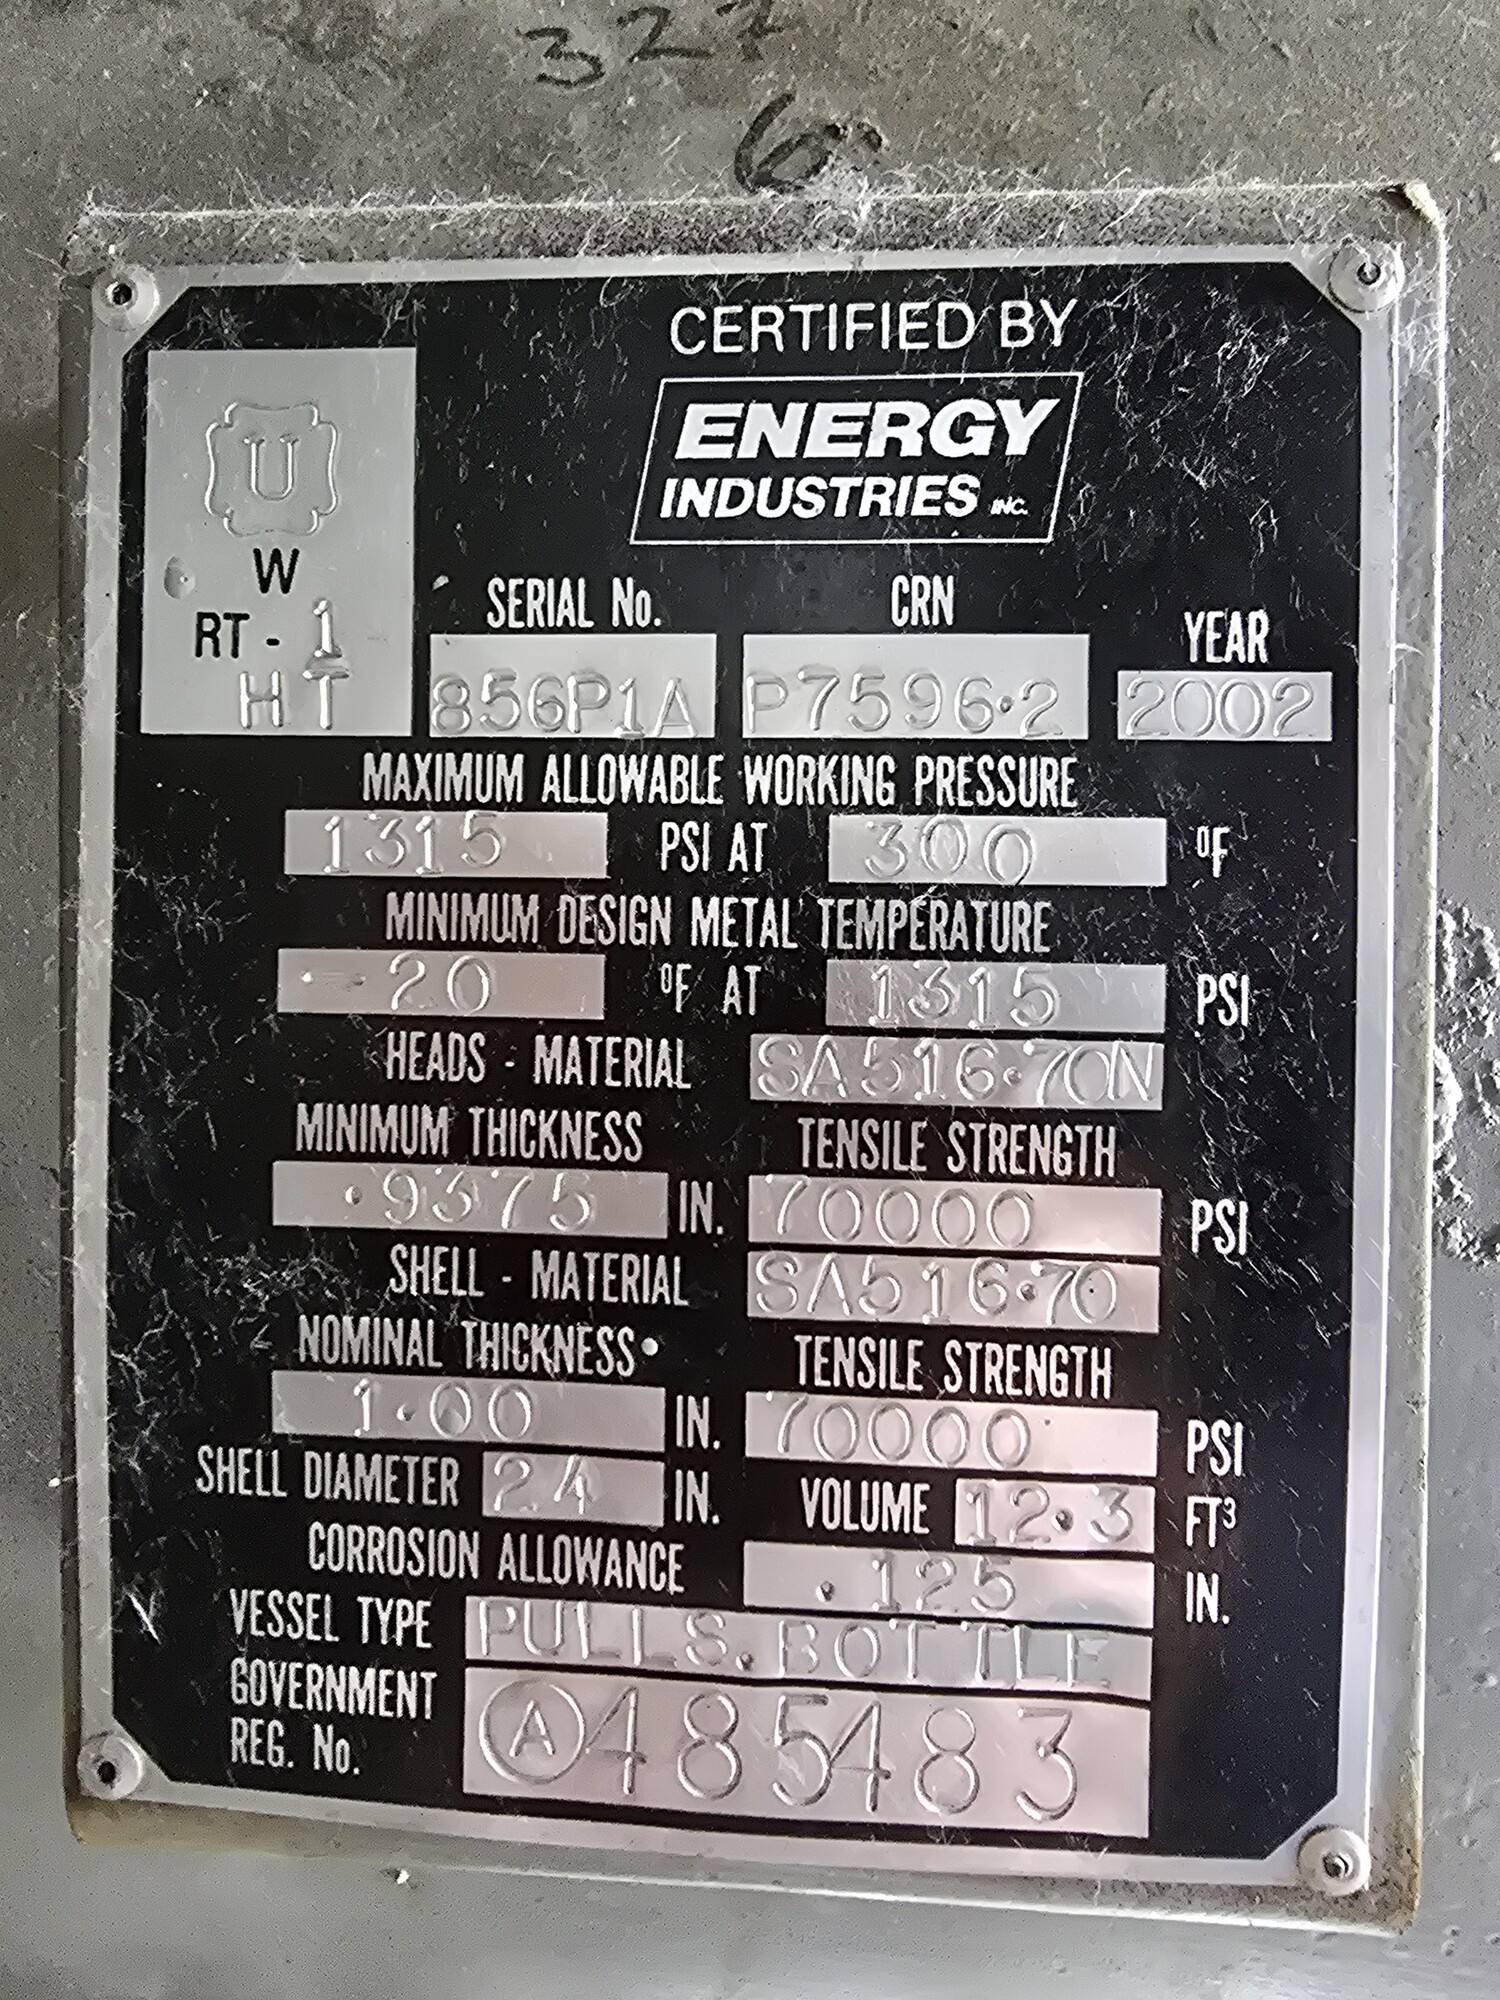 322
6
CERTIFIED BY
ENERGY
INDUSTRIES INC.
U
W
RT - 1
HT
SERIAL No. CRN YEAR
856P1A P7596.2 2002
MAXIMUM ALLOWABLE WORKING PRESSURE
1315 PSI AT 300 °F
MINIMUM DESIGN METAL TEMPERATURE
-20 °F AT 1315 PSI
HEADS - MATERIAL SA516.70N
MINIMUM THICKNESS TENSILE STRENGTH
.9375 IN. 70000 PSI
SHELL - MATERIAL SA516.70
NOMINAL THICKNESS TENSILE STRENGTH
1.00 IN. 70000 PSI
SHELL DIAMETER 24 IN. VOLUME 12.3 FT³
CORROSION ALLOWANCE .125 IN.
VESSEL TYPE PULLS.BOTTLE
GOVERNMENT
REG. No. A485483